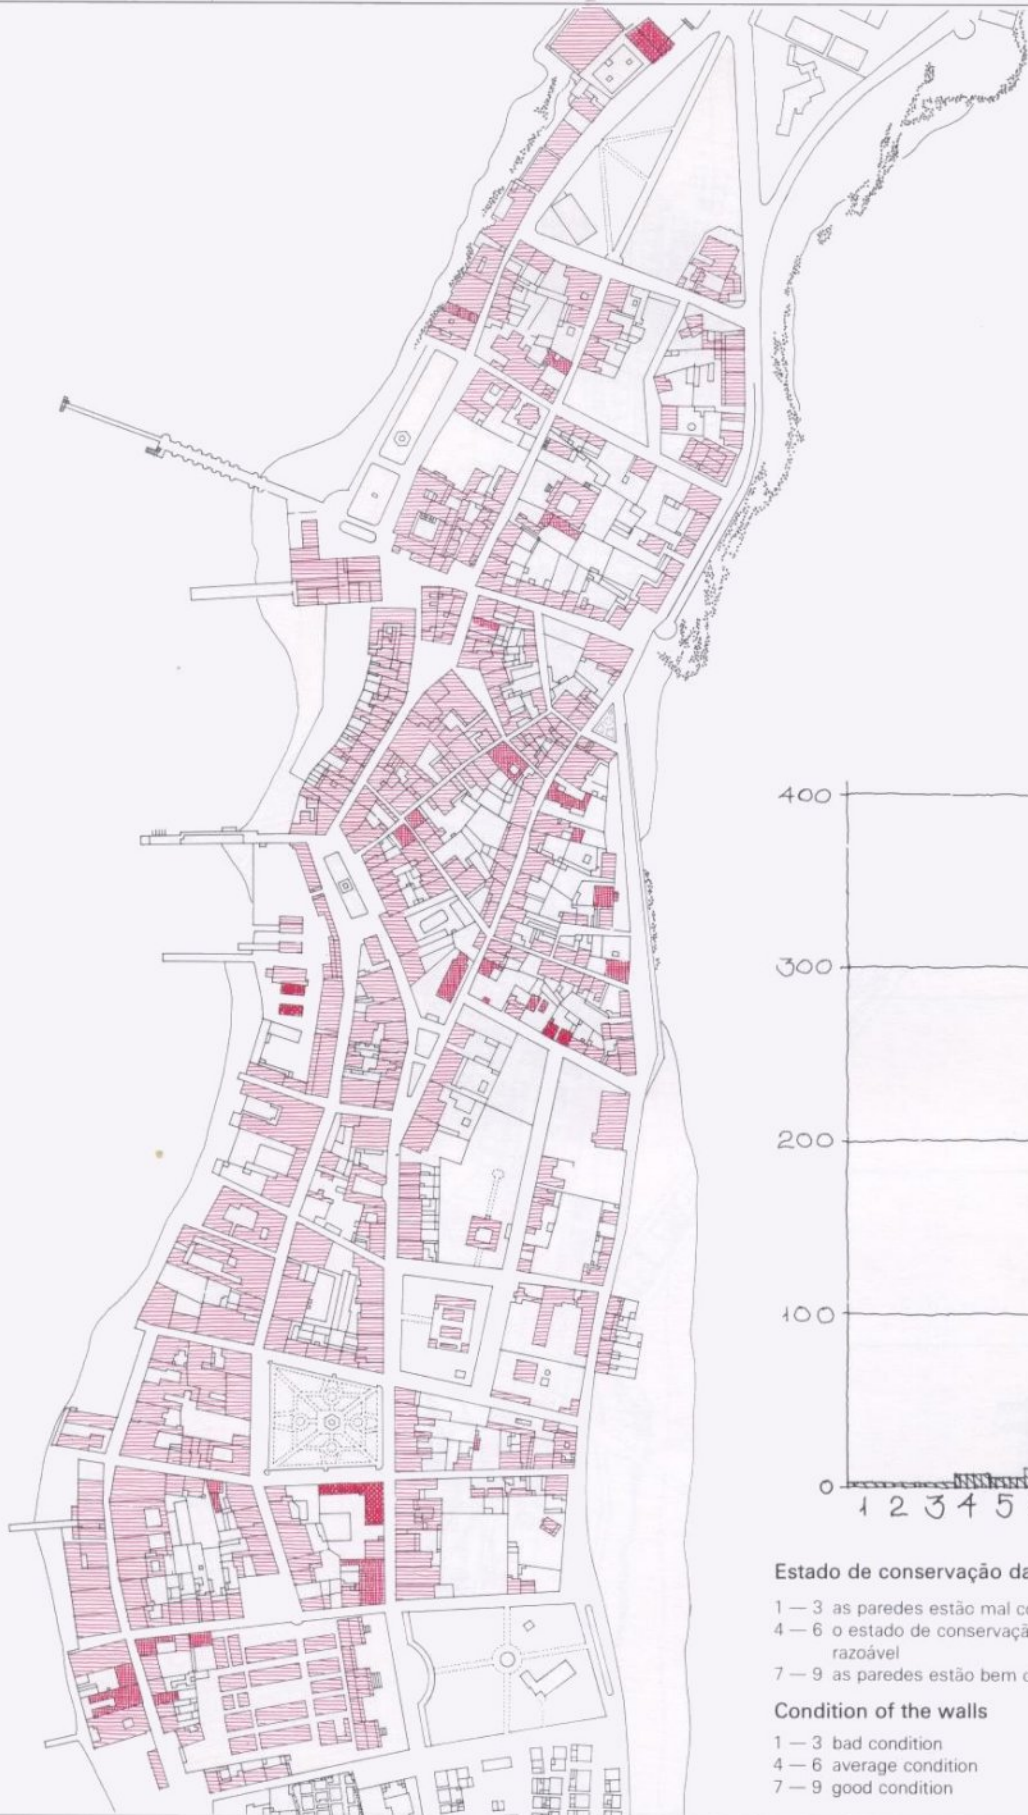 400
300
200
100
0
1 2 3 4 5
Estado de conservação da
1 — 3 as paredes estão mal co
4 — 6 o estado de conservaçã
razoável
7 — 9 as paredes estão bem c
Condition of the walls
1 — 3 bad condition
4 — 6 average condition
7 — 9 good condition